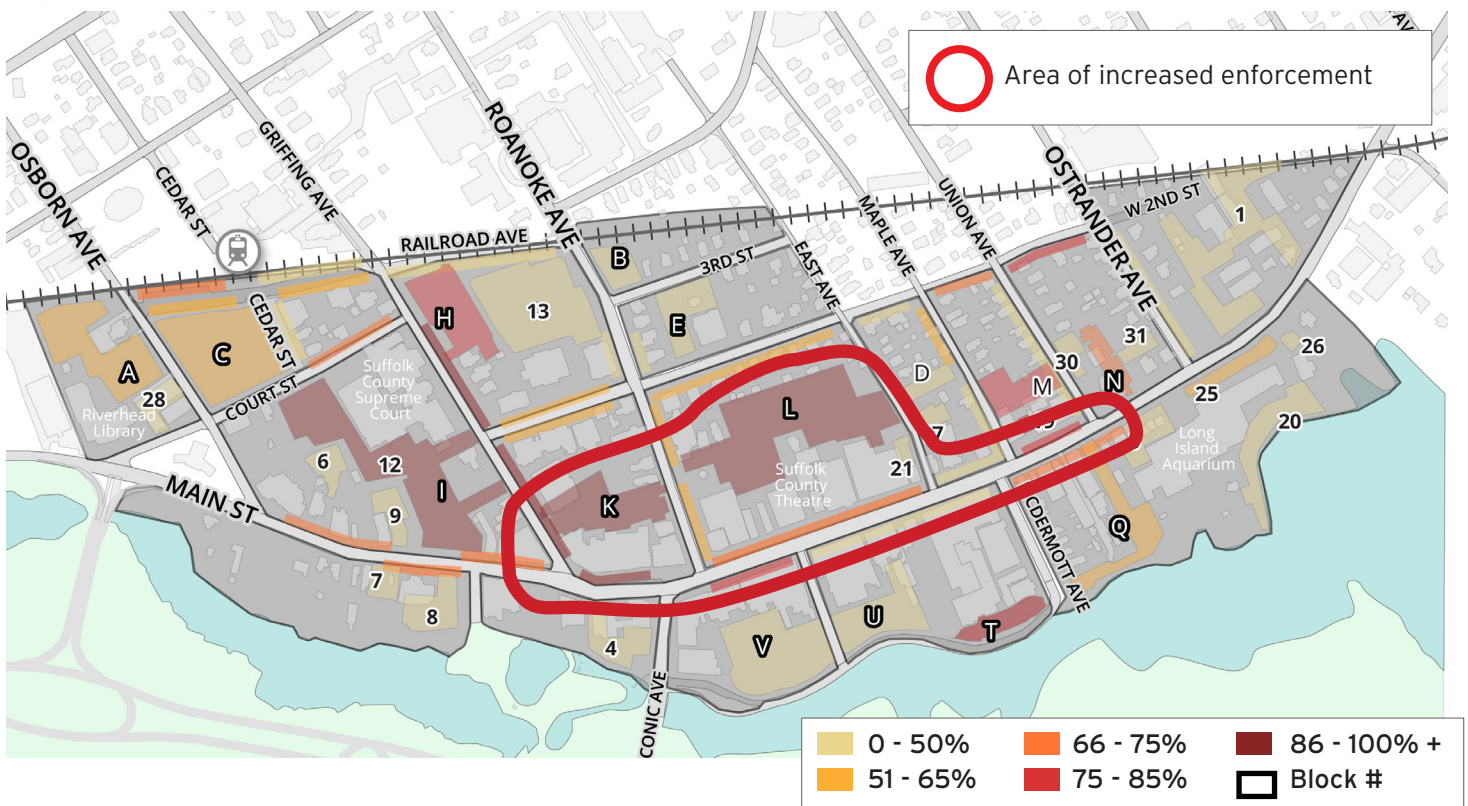 AVE
Area of increased enforcement
OSBORN AVE
CEDAR ST
GRIFFING AVE
ROANOKE AVE
RAILROAD AVE
OSTRANDER AVE
UNION AVE
MAPLE AVE
EAST AVE
W 2ND ST
3RD ST
1
B
H
13
E
A
C
CEDAR ST
28
Riverhead
Library
COURT ST
Suffolk
County
Supreme
Court
D
30
31
26
M
N
25
20
L
Long
Island
Aquarium
19
6
12
I
9
MAIN ST
K
Suffolk
County
Theatre
21
Q
CDERMOTT AVE
7
8
4
V
U
T
CONIC AVE
0 - 50%
66 - 75%
86 - 100% +
51 - 65%
75 - 85%
Block #